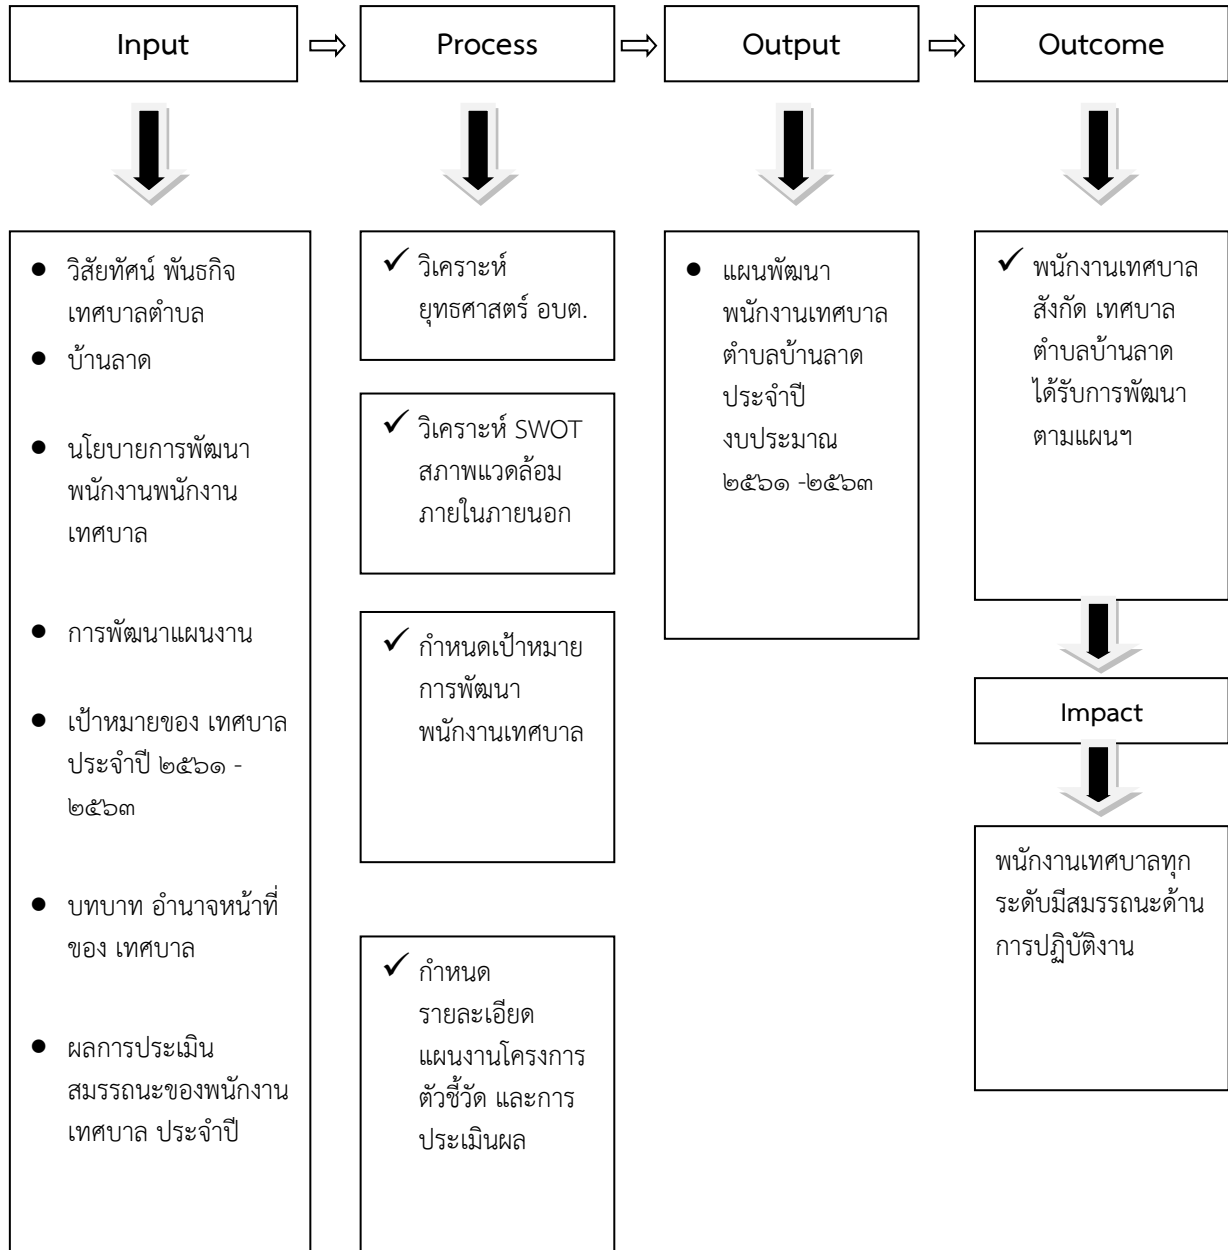 Input
Process
Output
Outcome
วิสัยทัศน์ พันธกิจ
เทศบาลตำบล
บ้านลาด
นโยบายการพัฒนา
พนักงานพนักงาน
เทศบาล
การพัฒนาแผนงาน
เป้าหมายของ เทศบาล
ประจำปี ๒๕๖๑ -
๒๕๖๓
บทบาท อำนาจหน้าที่
ของ เทศบาล
ผลการประเมิน
สมรรถนะของพนักงาน
เทศบาล ประจำปี
วิเคราะห์
ยุทธศาสตร์ อบต.
วิเคราะห์ SWOT
สภาพแวดล้อม
ภายในภายนอก
กำหนดเป้าหมาย
การพัฒนา
พนักงานเทศบาล
กำหนด
รายละเอียด
แผนงานโครงการ
ตัวชี้วัด และการ
ประเมินผล
แผนพัฒนา
พนักงานเทศบาล
ตำบลบ้านลาด
ประจำปี
งบประมาณ
๒๕๖๑ -๒๕๖๓
พนักงานเทศบาล
สังกัด เทศบาล
ตำบลบ้านลาด
ได้รับการพัฒนา
ตามแผนฯ
Impact
พนักงานเทศบาลทุก
ระดับมีสมรรถนะด้าน
การปฏิบัติงาน